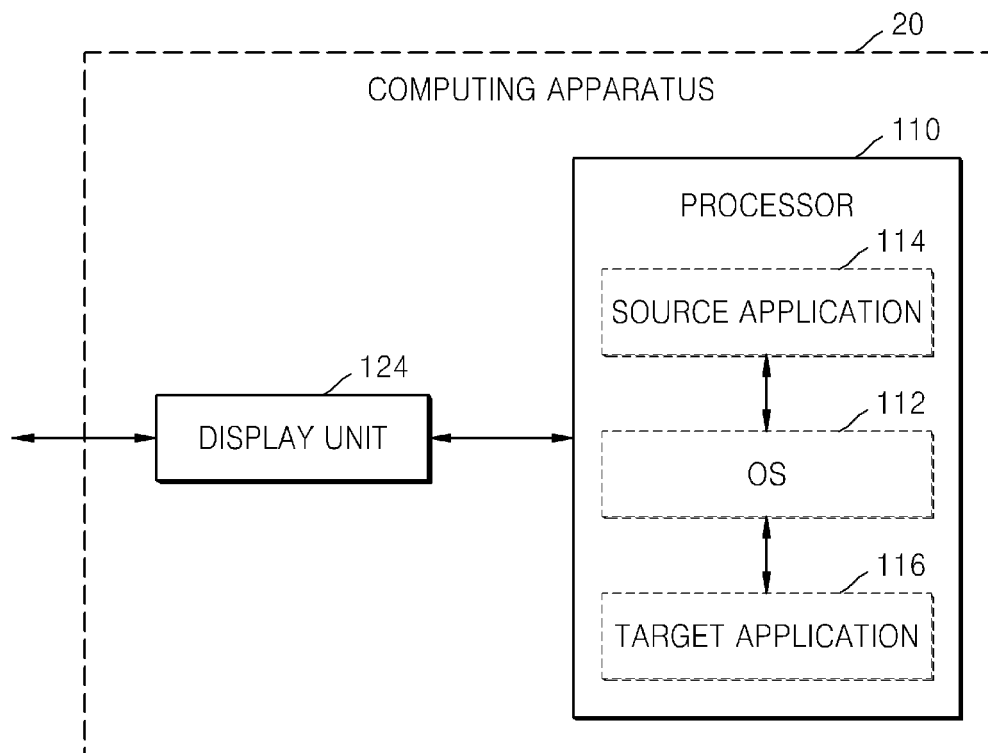 20
COMPUTING APPARATUS
110
PROCESSOR
114
SOURCE APPLICATION
124
DISPLAY UNIT
112
OS
116
TARGET APPLICATION